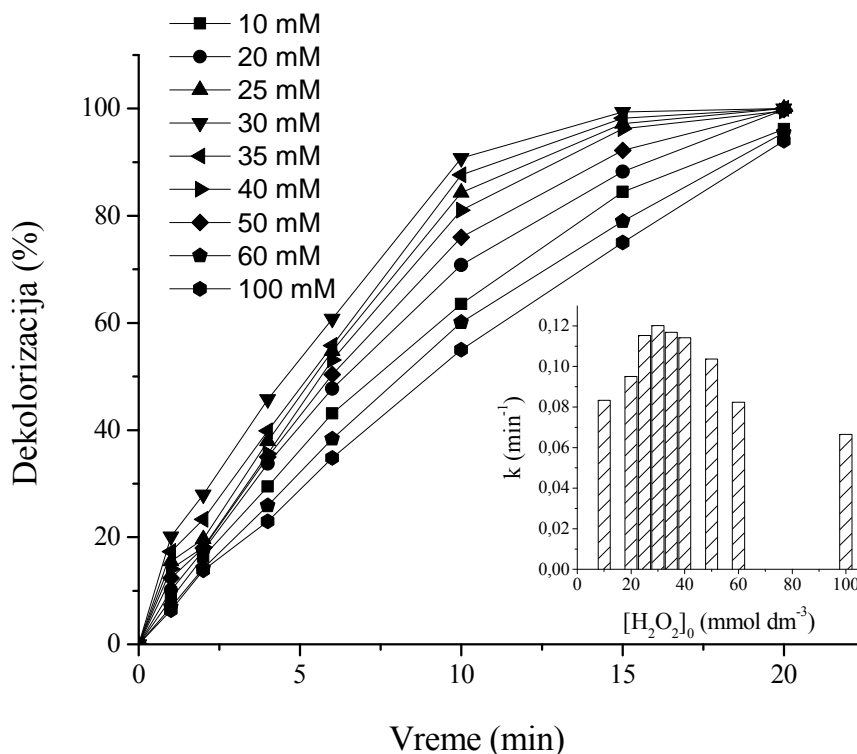 10 mM
20 mM
25 mM
30 mM
35 mM
40 mM
50 mM
60 mM
100 mM
Dekolorizacija (%)
100
80
60
40
20
0
0
5
10
15
20
Vreme (min)
k (min⁻¹)
0,12
0,10
0,08
0,06
0,04
0,02
0,00
0 20 40 60 80 100
[H₂O₂]₀ (mmol dm⁻³)